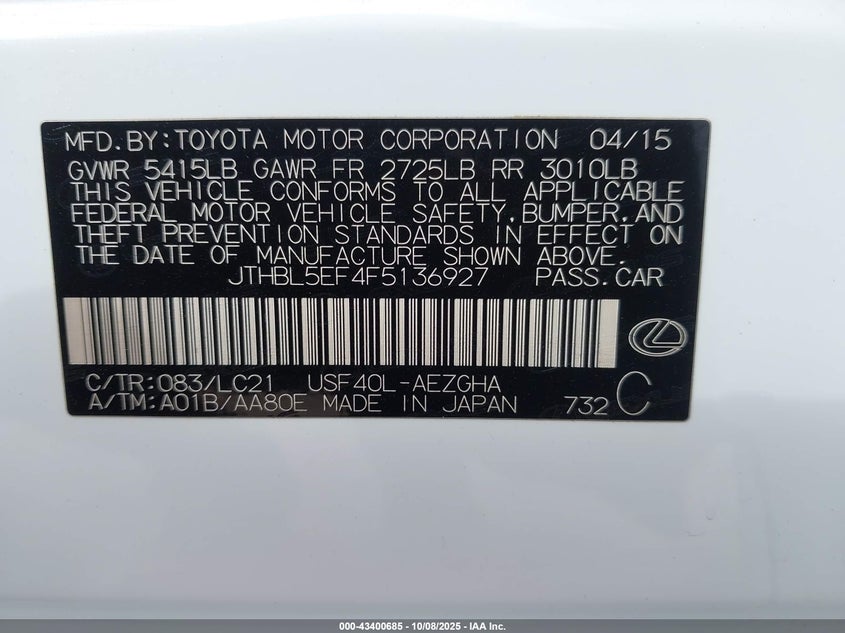 MFD.BY:TOYOTA MOTOR CORPORATION 04/15
GVWR 5415LB GAWR FR 2725LB RR 3010LB
THIS VEHICLE CONFORMS TO ALL APPLICABLE
FEDERAL MOTOR VEHICLE SAFETY,BUMPER,AND
THEFT PREVENTION STANDARDS IN EFFECT ON
THE DATE OF MANUFACTURE SHOWN ABOVE.
JTHBL5EF4F5136927 PASS.CAR
C/TR:083/LC21 USF40L-AEZGHA
A/TM:A01B/AA80E MADE IN JAPAN 732 C
000-43400685 | 10/08/2025 | IAA Inc.